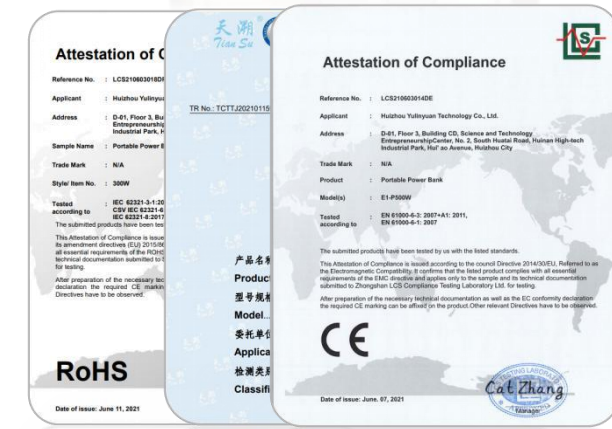 Attestation of C
Reference No. : LCS210603018D
Applicant : Huizhou Yulinyu
Address : D-01, Floor 3, Bu
Entrepreneurship
Industrial Park, H
Sample Name : Portable Power B
Trade Mark : N/A
Style/ Item No. : 300W
Tested : IEC 62321-3-1:20
according to CSV IEC 62321-6
IEC 62321-8:2017
The submitted products have been tes
This Attestation of Compliance is issue
its amendment directives (EU) 2015/86
all essential requirements of the ROHS
technical documentation submitted to
for testing.
After preparation of the necessary tec
declaration the required CE markin
Directives have to be observed.
RoHS
Date of issue: June 11, 2021
天溯
Tian Su
TR No.: TCTTJ20210115
产品名称
Produc
型号规格
Model...
委托单位
Applica
检测类别
Classifi
LCS
Attestation of Compliance
Reference No. : LCS210603014DE
Applicant : Huizhou Yulinyuan Technology Co., Ltd.
Address : D-01, Floor 3, Building CD, Science and Technology
EntrepreneurshipCenter, No. 2, South Huatai Road, Huinan High-tech
Industrial Park, Hui' ao Avenue, Huizhou City
Trade Mark : N/A
Product : Portable Power Bank
Model(s) : E1-P500W
Tested : EN 61000-6-3: 2007+A1: 2011,
according to EN 61000-6-1: 2007
The submitted products have been tested by us with the listed standards.
This Attestation of Compliance is issued according to the council Directive 2014/30/EU, Referred to as
the Electromagnetic Compatibility. It confirms that the listed product complies with all essential
requirements of the EMC directive and applies only to the sample and its technical documentation
submitted to Zhongshan LCS Compliance Testing Laboratory Ltd. for testing.
After preparation of the necessary technical documentation as well as the EC conformity declaration
the required CE marking can be affixed on the product.Other relevant Directives have to be observed.
CE
Cat Zhang
Manager
Date of issue: June. 07, 2021